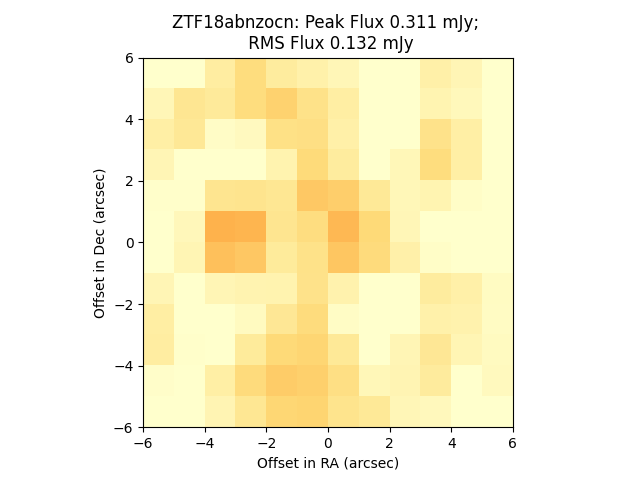 ZTF18abnzocn: Peak Flux 0.311 mJy;
RMS Flux 0.132 mJy
6
4
2
0
−2
−4
−6
Offset in Dec (arcsec)
−6 −4 −2 0 2 4 6
Offset in RA (arcsec)